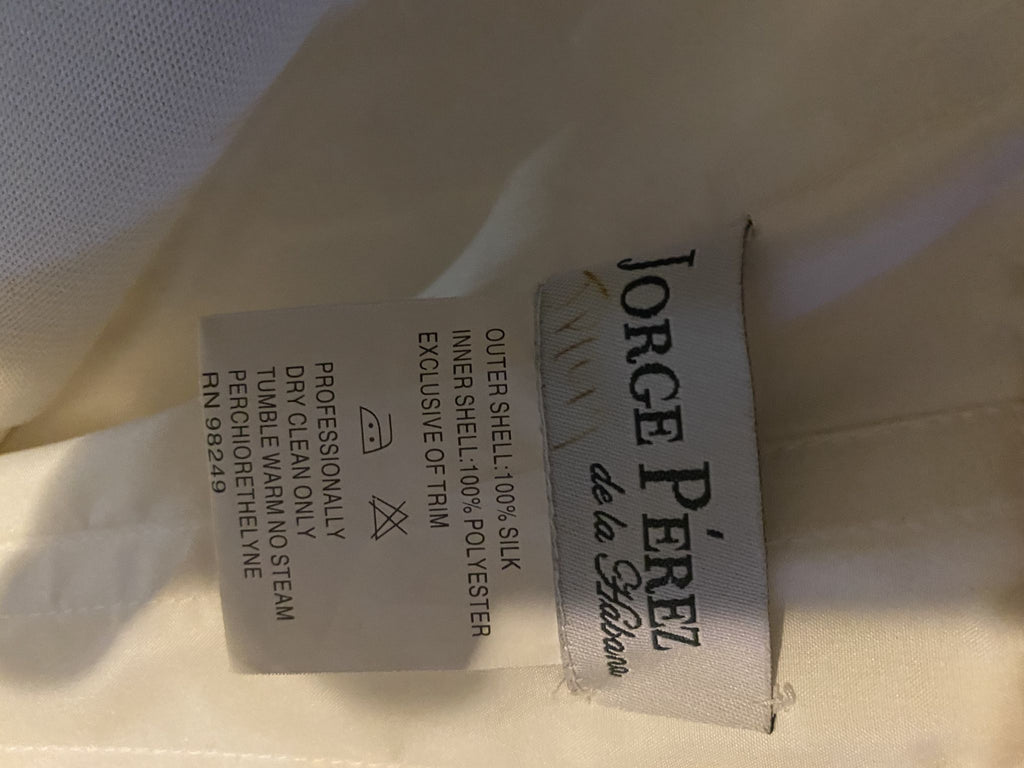 JORGE PÉREZ
de la Habana
OUTER SHELL:100% SILK
INNER SHELL:100% POLYESTER
EXCLUSIVE OF TRIM
PROFESSIONALLY
DRY CLEAN ONLY
TUMBLE WARM NO STEAM
PERCHIORETHELYNE
RN 98249